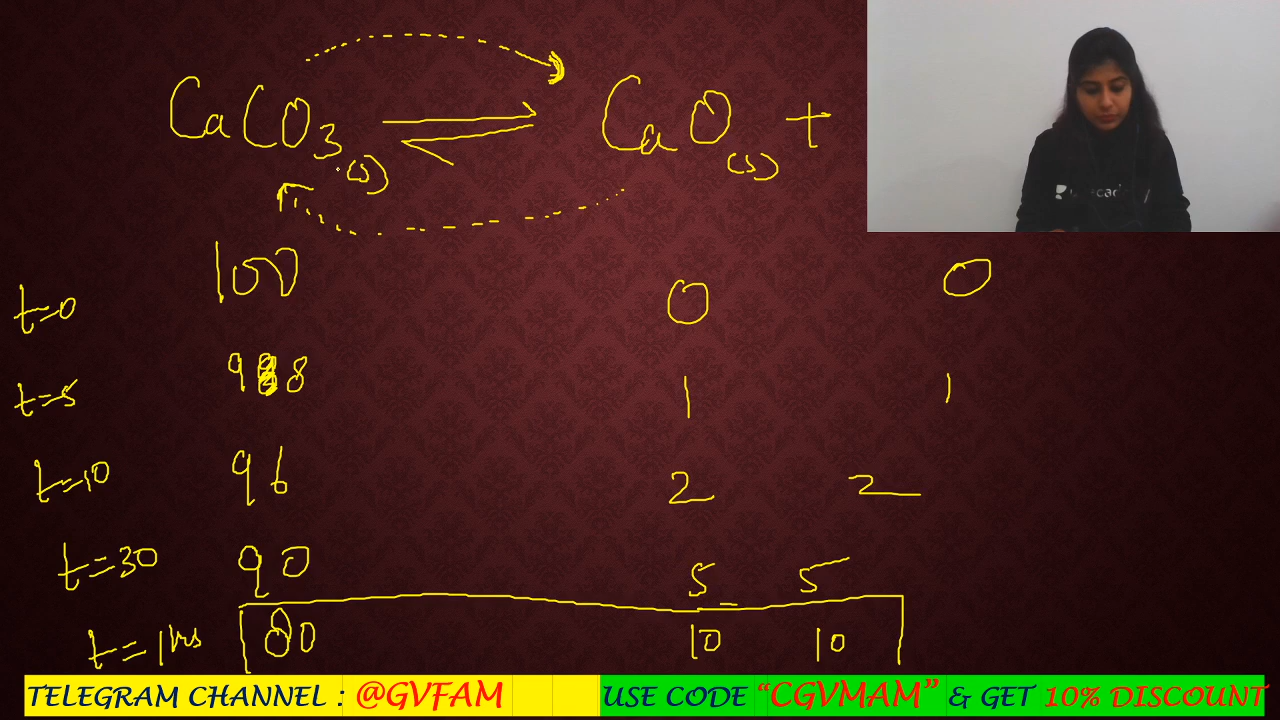 CaCO3(s) ⇌ CaO(s) +
t=0 100 0 0
t=5 98 1 1
t=10 96 2 2
t=30 90 5 5
t=1hrs 80 10 10
TELEGRAM CHANNEL : @GVFAM USE CODE “CGVMAM” & GET 10% DISCOUNT